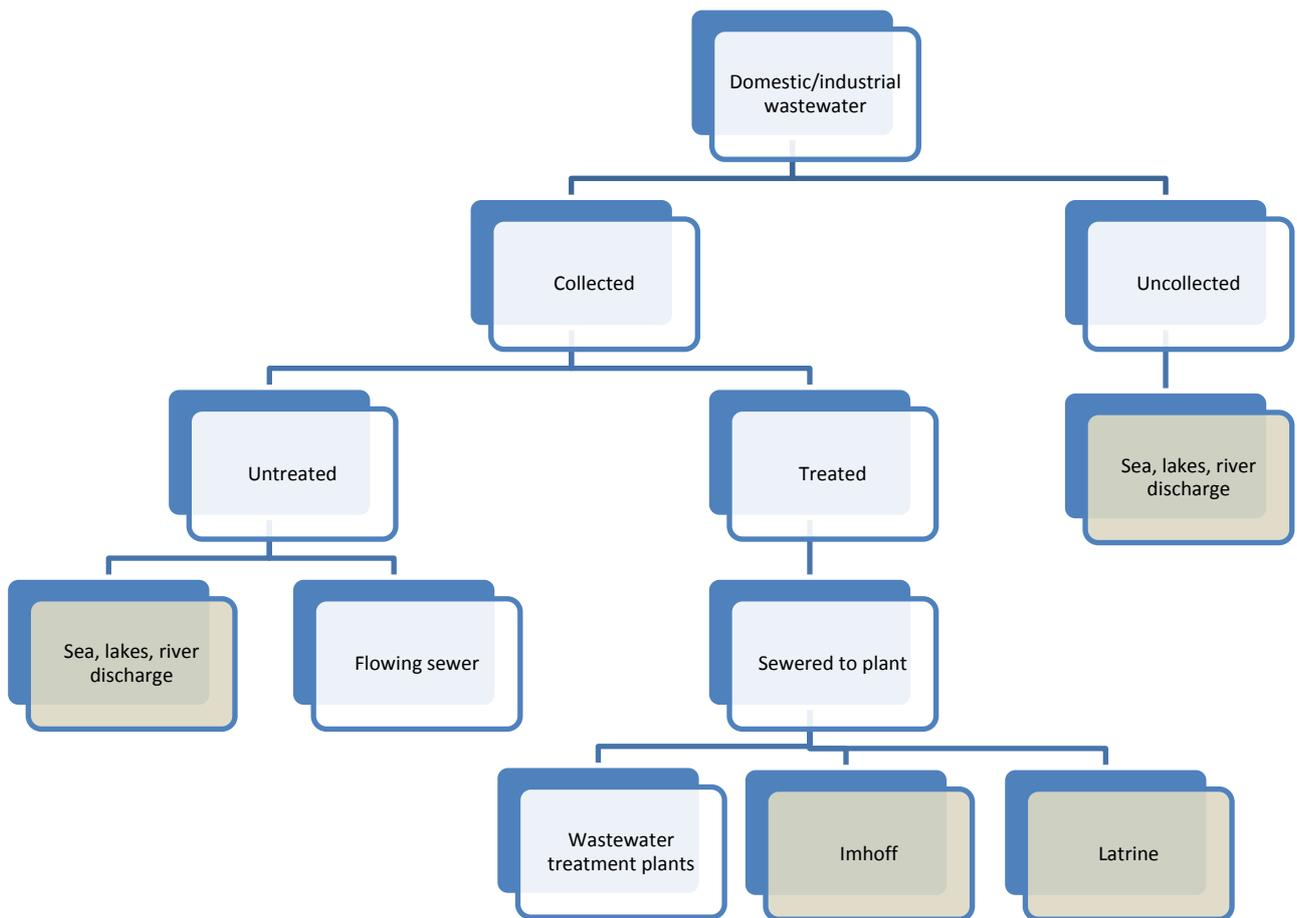 Domestic/industrial
wastewater
Collected
Uncollected
Untreated
Treated
Sea, lakes, river
discharge
Sea, lakes, river
discharge
Flowing sewer
Sewered to plant
Wastewater
treatment plants
Imhoff
Latrine